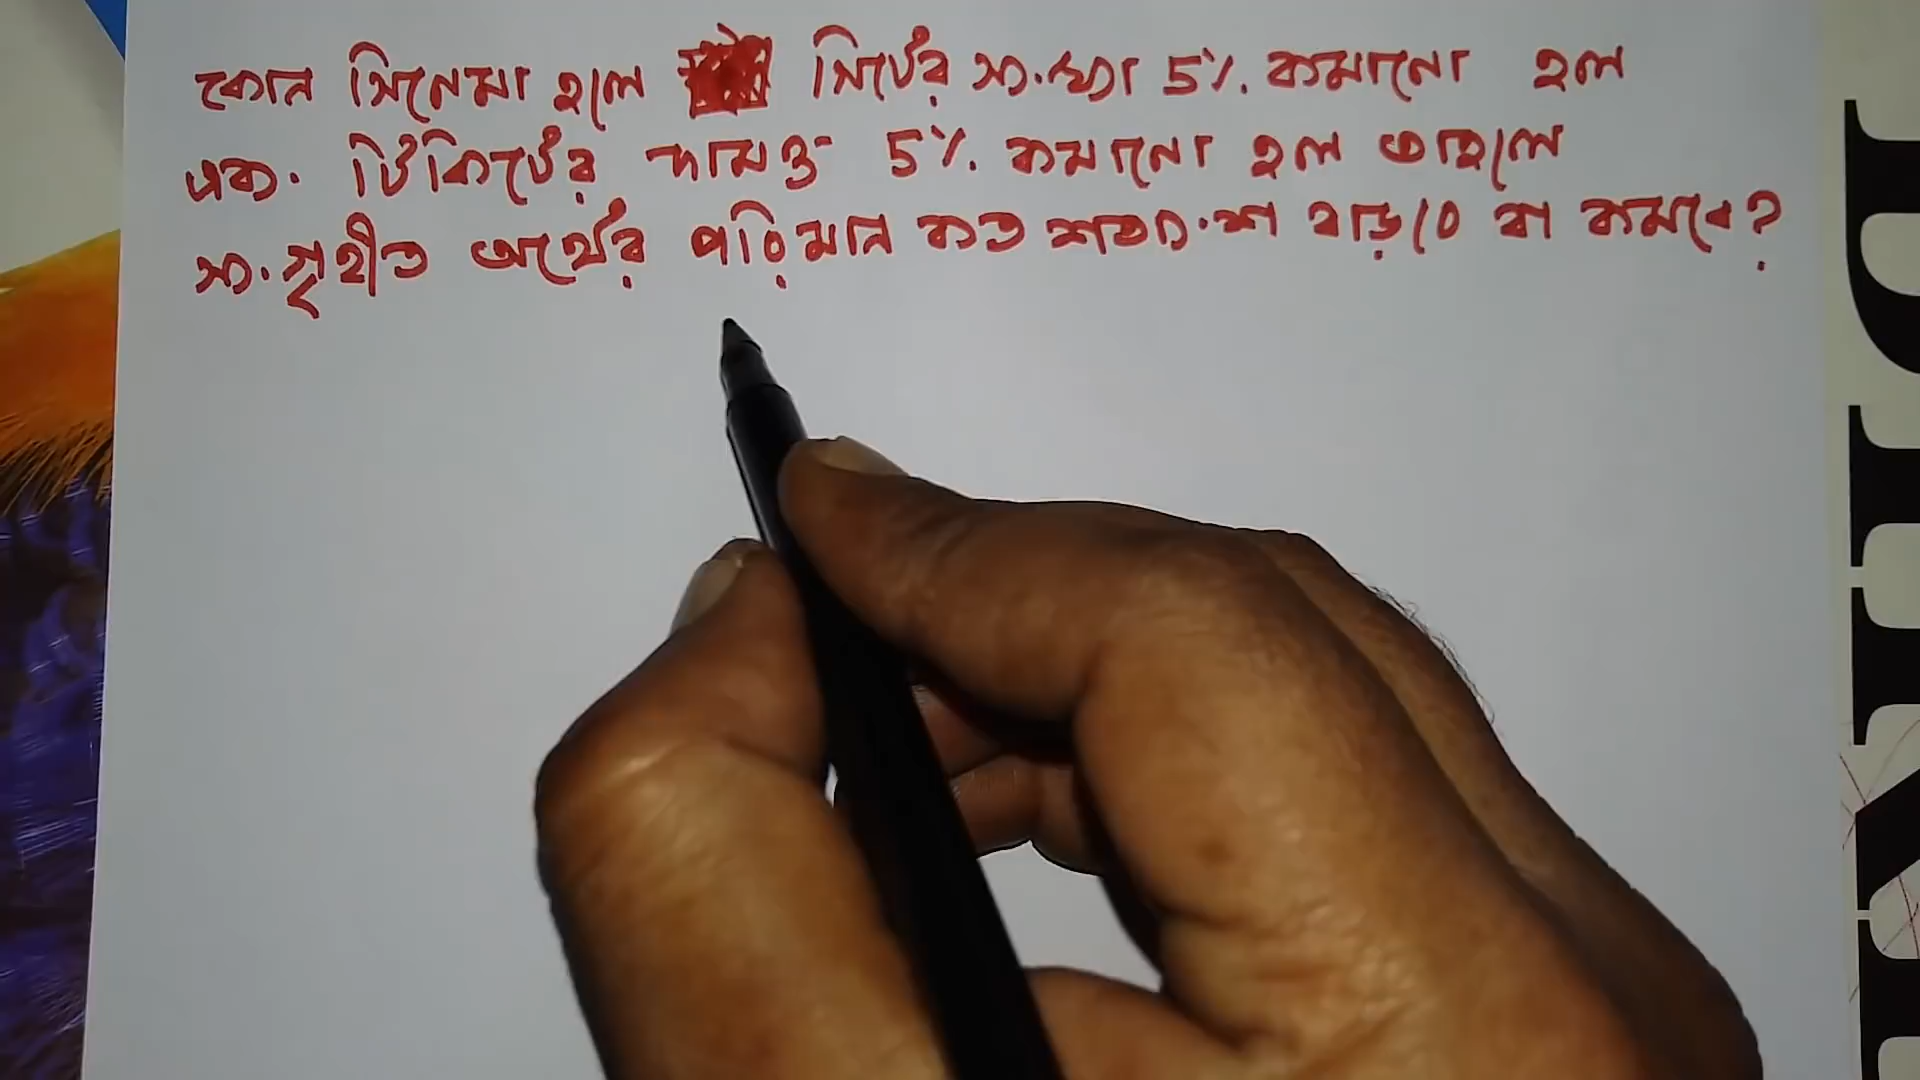 কোন সিনেমা হলে সিটের সংখ্যা 5% কমানো হল
এবং টিকিটের দামও 5% কমানো হল তাহলে
সংগৃহীত অর্থের পরিমান কত শতাংশ বাড়বে বা কমবে?